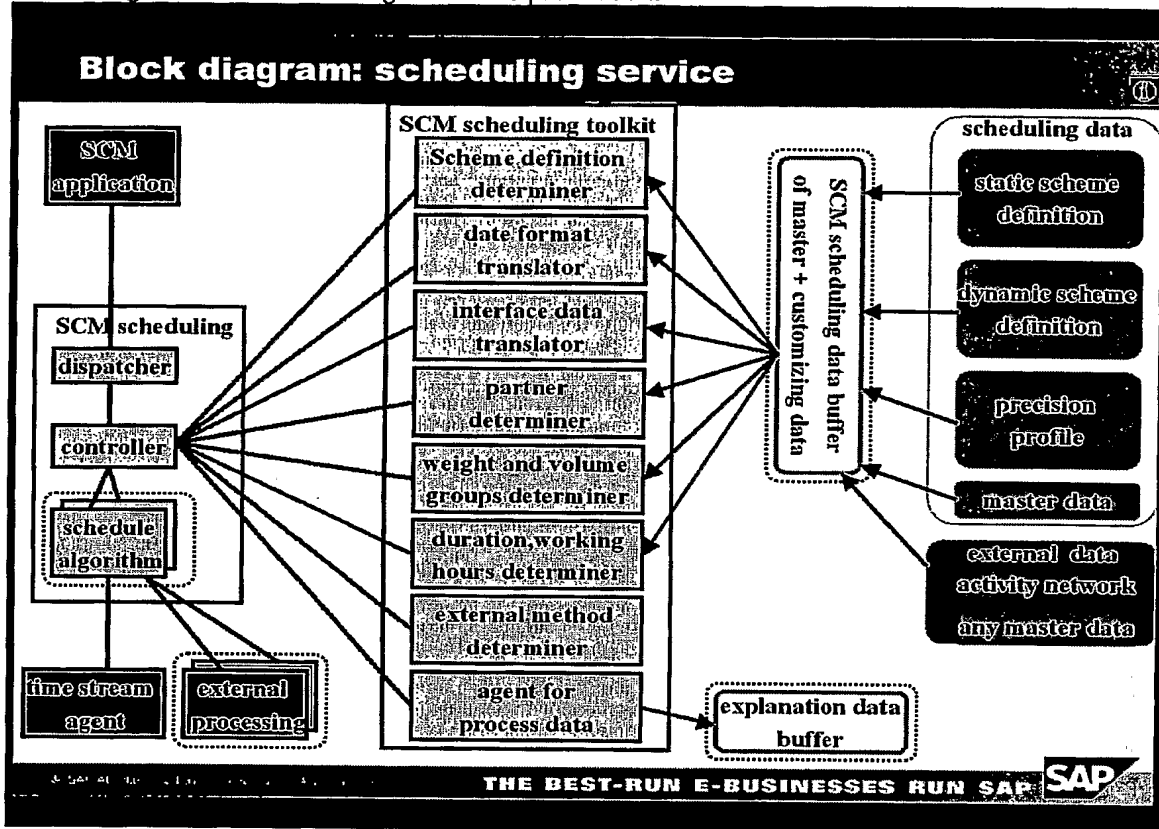 Block diagram: scheduling service
SCM
application
SCM scheduling
dispatcher
controller
schedule
algorithm
time stream
agent
external
processing
SCM scheduling toolkit
Scheme definition
determiner
date format
translator
interface data
translator
partner
determiner
weight and volume
groups determiner
duration,working
hours determiner
external method
determiner
agent for
process data
SCM scheduling data buffer
of master + customizing data
explanation data
buffer
scheduling data
static scheme
definition
dynamic scheme
definition
precision
profile
master data
external data
activity network
any master data
THE BEST-RUN E-BUSINESSES RUN SAP
SAP